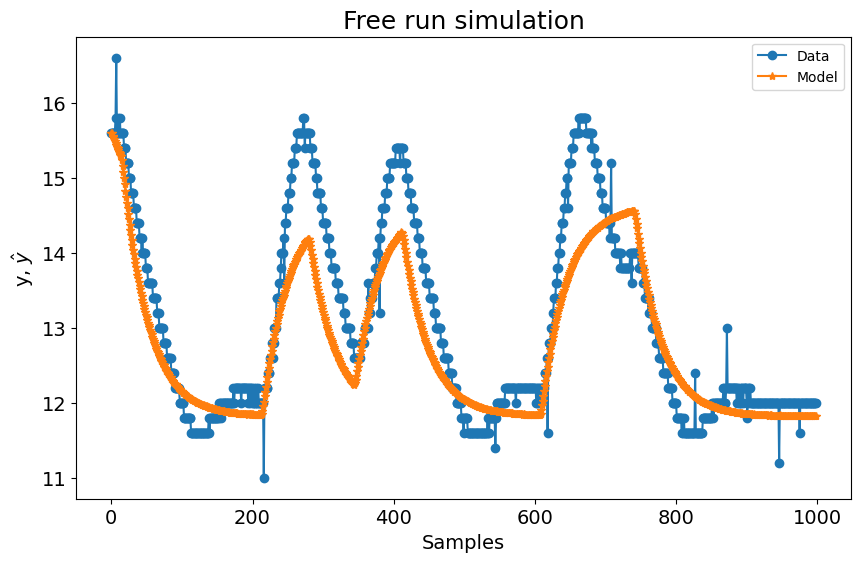 Free run simulation
Data
Model
y, ŷ
16
15
14
13
12
11
0 200 400 600 800 1000
Samples